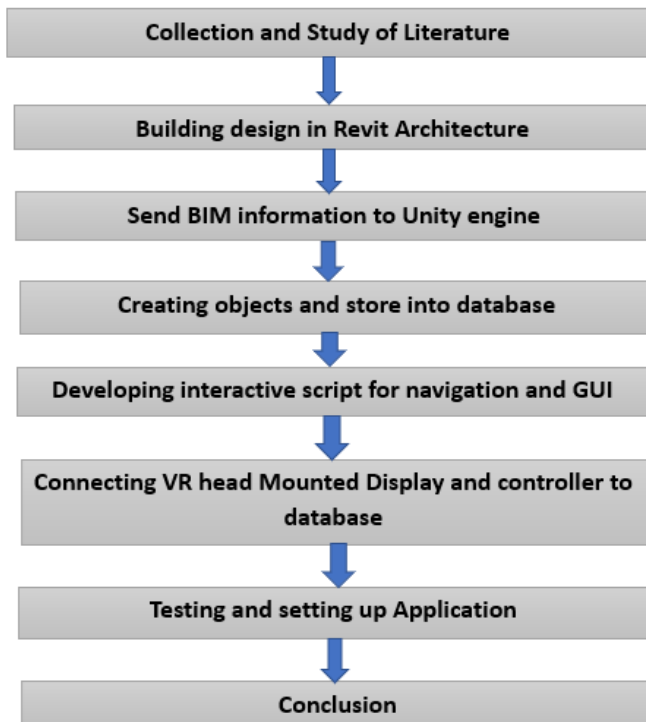 Collection and Study of Literature
Building design in Revit Architecture
Send BIM information to Unity engine
Creating objects and store into database
Developing interactive script for navigation and GUI
Connecting VR head Mounted Display and controller to
database
Testing and setting up Application
Conclusion